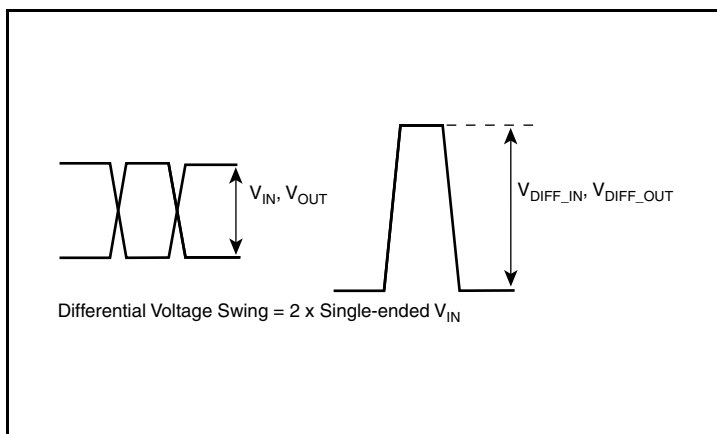 V_IN, V_OUT
V_DIFF_IN, V_DIFF_OUT
Differential Voltage Swing = 2 x Single-ended V_IN